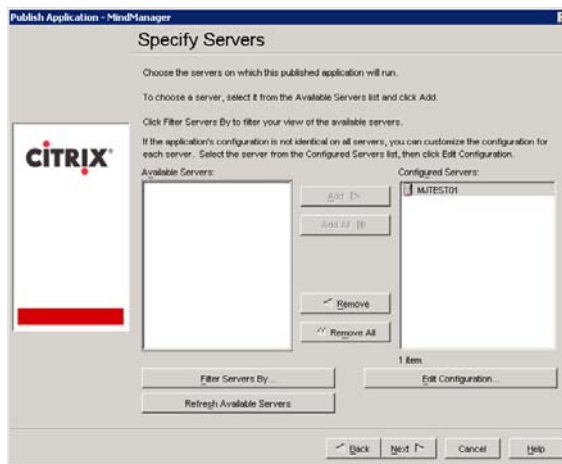 Publish Application - MindManager
Specify Servers
Choose the servers on which this published application will run.
To choose a server, select it from the Available Servers list and click Add.
Click Filter Servers By to filter your view of the available servers.
If the application's configuration is not identical on all servers, you can customize the configuration for
each server. Select the server from the Configured Servers list, then click Edit Configuration.
CITRIX
Available Servers:
Configured Servers:
MJTEST01
Add
Add All
Remove
Remove All
1 item
Filter Servers By...
Edit Configuration...
Refresh Available Servers
Back
Next
Cancel
Help